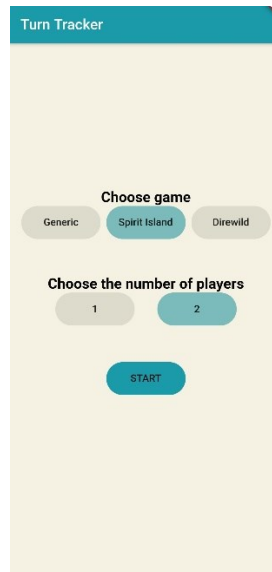 Turn Tracker
Choose game
Generic Spirit Island Direwild
Choose the number of players
1 2
START